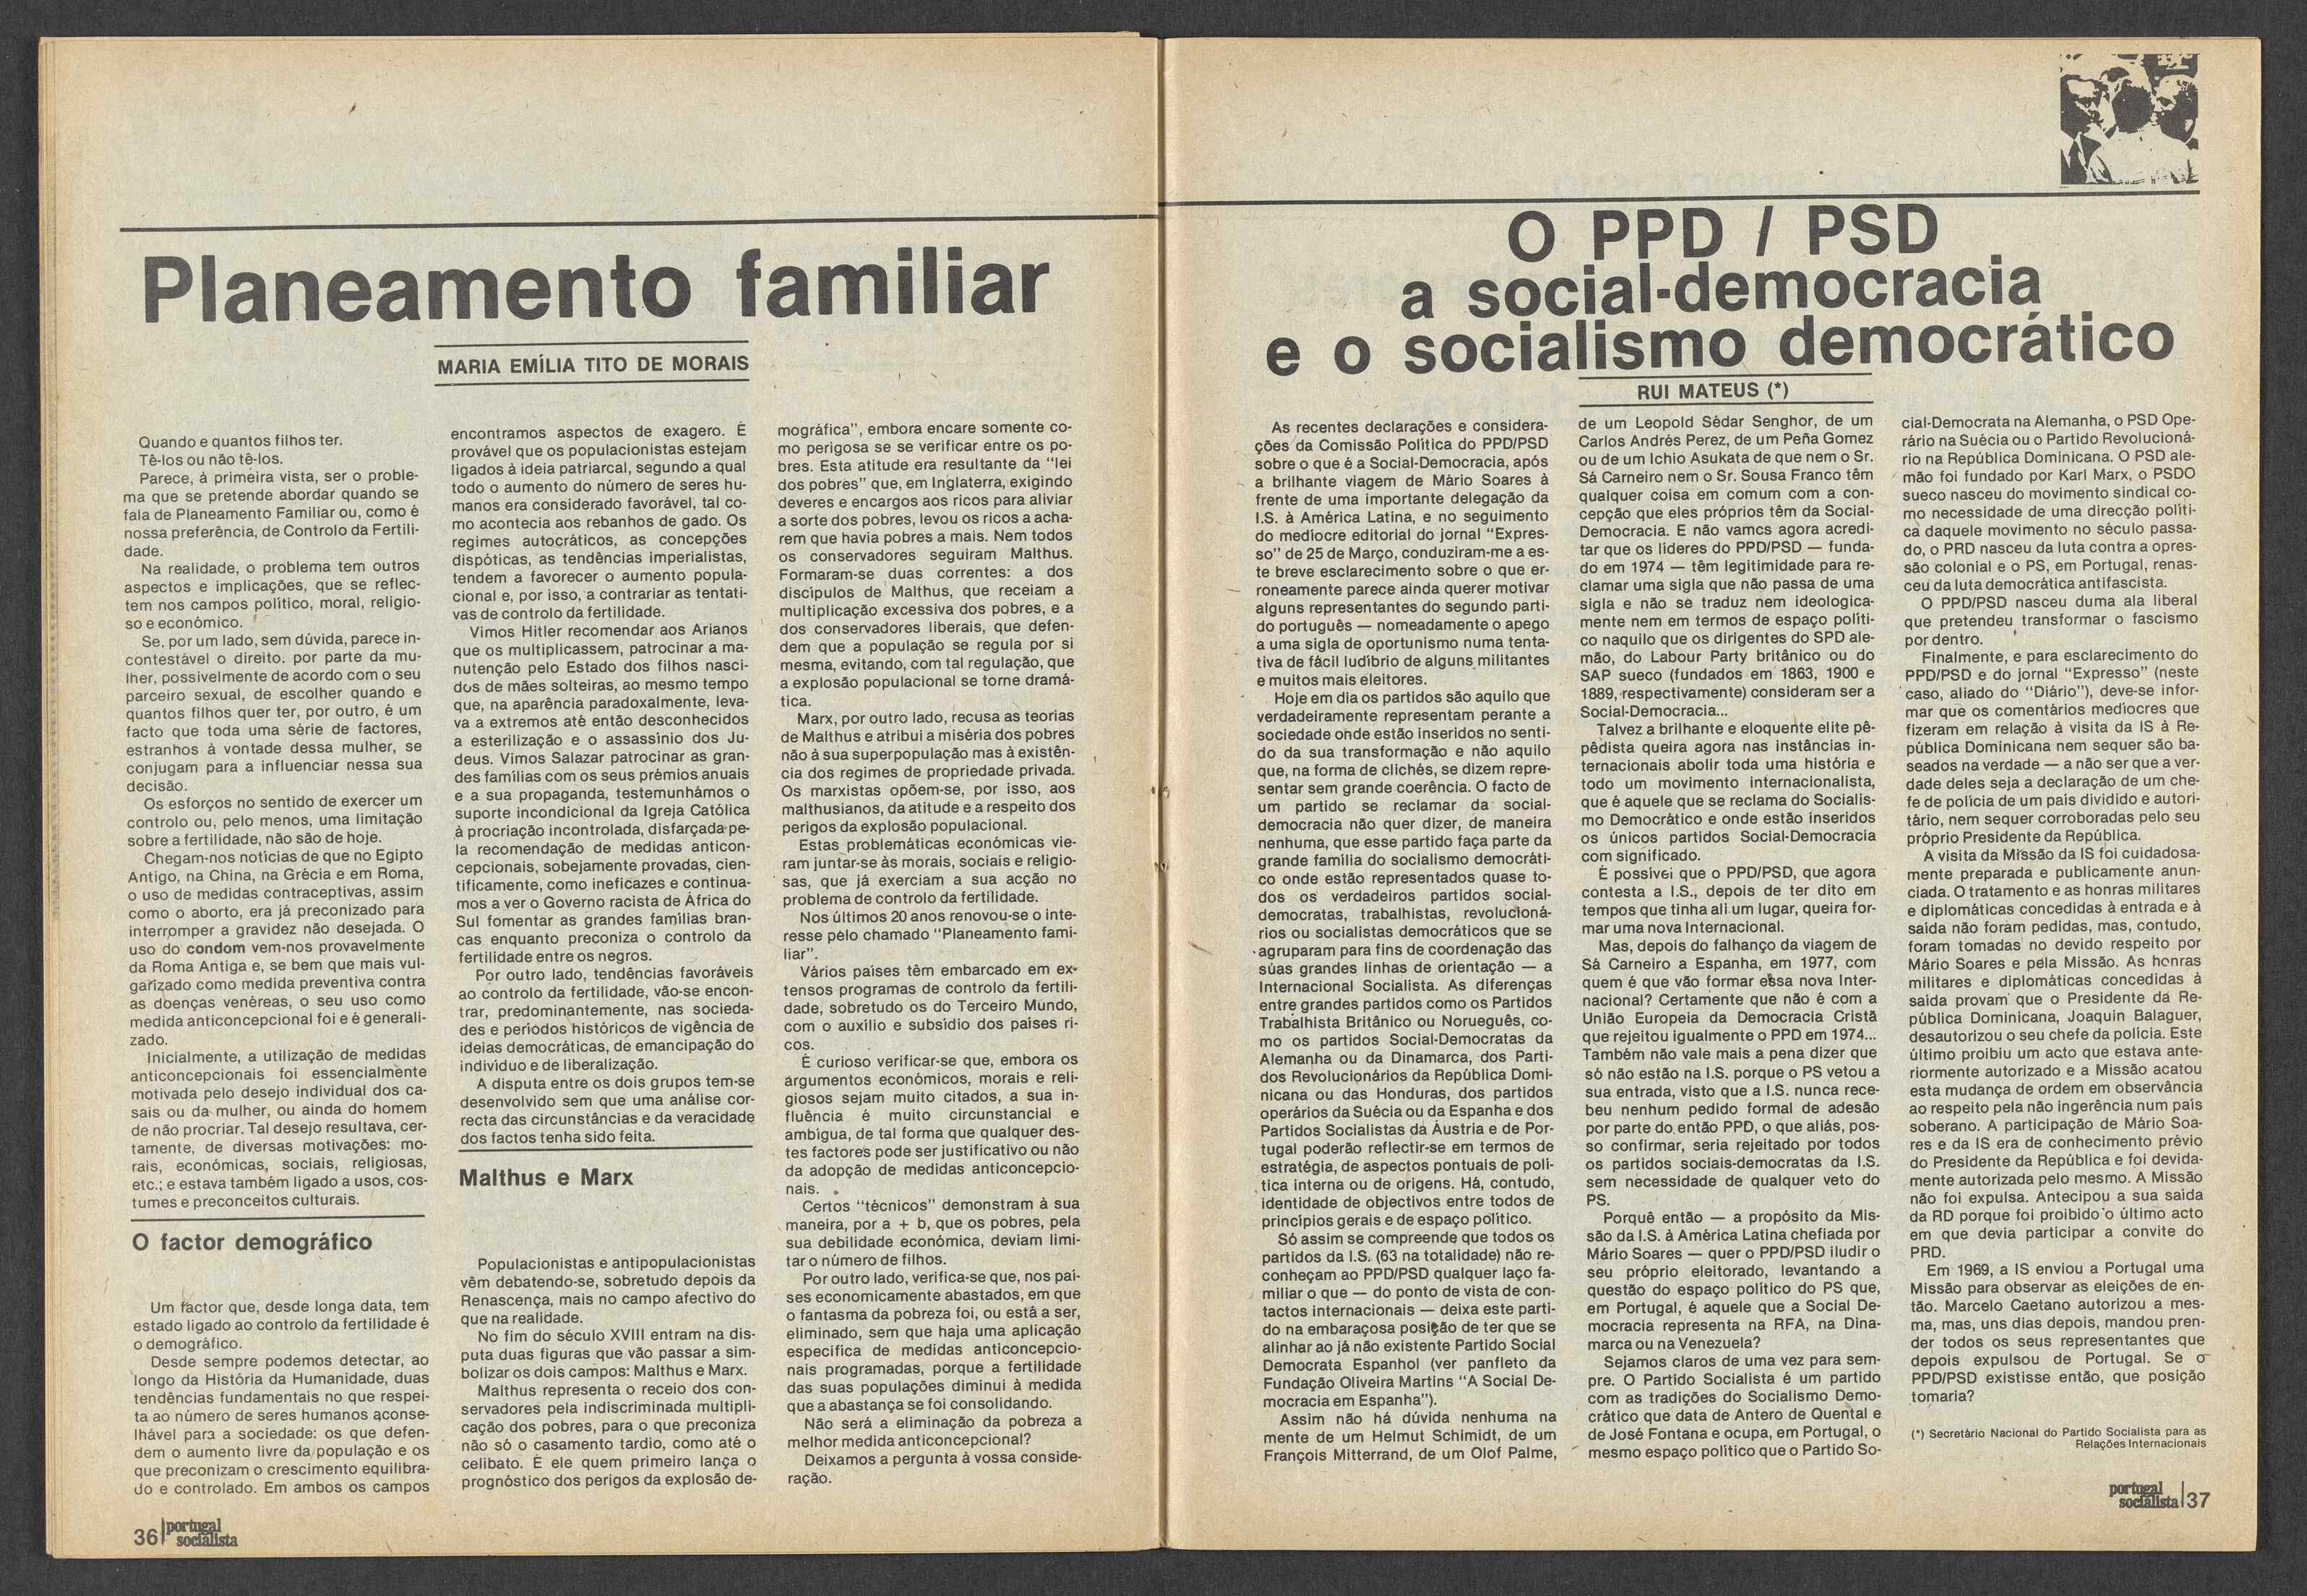 Planeamento familiar
MARIA EMÍLIA TITO DE MORAIS
Quando e quantos filhos ter.
Tê-los ou não tê-los.
Parece, à primeira vista, ser o proble-
ma que se pretende abordar quando se
fala de Planeamento Familiar ou, como é
nossa preferência, de Controlo da Fertili-
dade.
Na realidade, o problema tem outros
aspectos e implicações, que se reflec-
tem nos campos político, moral, religio-
so e económico.
Se, por um lado, sem dúvida, parece in-
contestável o direito. por parte da mu-
lher, possivelmente de acordo com o seu
parceiro sexual, de escolher quando e
quantos filhos quer ter, por outro, é um
facto que toda uma série de factores,
estranhos à vontade dessa mulher, se
conjugam para a influenciar nessa sua
decisão.
Os esforços no sentido de exercer um
controlo ou, pelo menos, uma limitação
sobre a fertilidade, não são de hoje.
Chegam-nos notícias de que no Egipto
Antigo, na China, na Grécia e em Roma,
o uso de medidas contraceptivas, assim
como o aborto, era já preconizado para
interromper a gravidez não desejada. O
uso do condom vem-nos provavelmente
da Roma Antiga e, se bem que mais vul-
garizado como medida preventiva contra
as doenças venéreas, o seu uso como
medida anticoncepcional foi e é generali-
zado.
Inicialmente, a utilização de medidas
anticoncepcionais foi essencialmente
motivada pelo desejo individual dos ca-
sais ou da mulher, ou ainda do homem
de não procriar. Tal desejo resultava, cer-
tamente, de diversas motivações: mo-
rais, económicas, sociais, religiosas,
etc.; e estava também ligado a usos, cos-
tumes e preconceitos culturais.
O factor demográfico
Um factor que, desde longa data, tem
estado ligado ao controlo da fertilidade é
o demográfico.
Desde sempre podemos detectar, ao
longo da História da Humanidade, duas
tendências fundamentais no que respei-
ta ao número de seres humanos aconse-
lhável para a sociedade: os que defen-
dem o aumento livre da população e os
que preconizam o crescimento equilibra-
do e controlado. Em ambos os campos
encontramos aspectos de exagero. É
provável que os populacionistas estejam
ligados à ideia patriarcal, segundo a qual
todo o aumento do número de seres hu-
manos era considerado favorável, tal co-
mo acontecia aos rebanhos de gado. Os
regimes autocráticos, as concepções
dispóticas, as tendências imperialistas,
tendem a favorecer o aumento popula-
cional e, por isso, a contrariar as tentati-
vas de controlo da fertilidade.
Vimos Hitler recomendar aos Arianos
que os multiplicassem, patrocinar a ma-
nutenção pelo Estado dos filhos nasci-
dos de mães solteiras, ao mesmo tempo
que, na aparência paradoxalmente, leva-
va a extremos até então desconhecidos
a esterilização e o assassínio dos Ju-
deus. Vimos Salazar patrocinar as gran-
des famílias com os seus prémios anuais
e a sua propaganda, testemunhámos o
suporte incondicional da Igreja Católica
à procriação incontrolada, disfarçada pe-
la recomendação de medidas anticon-
cepcionais, sobejamente provadas, cien-
tificamente, como ineficazes e continua-
mos a ver o Governo racista de África do
Sul fomentar as grandes famílias bran-
cas enquanto preconiza o controlo da
fertilidade entre os negros.
Por outro lado, tendências favoráveis
ao controlo da fertilidade, vão-se encon-
trar, predominantemente, nas socieda-
des e períodos históricos de vigência de
ideias democráticas, de emancipação do
indivíduo e de liberalização.
A disputa entre os dois grupos tem-se
desenvolvido sem que uma análise cor-
recta das circunstâncias e da veracidade
dos factos tenha sido feita.
Malthus e Marx
Populacionistas e antipopulacionistas
vêm debatendo-se, sobretudo depois da
Renascença, mais no campo afectivo do
que na realidade.
No fim do século XVIII entram na dis-
puta duas figuras que vão passar a sim-
bolizar os dois campos: Malthus e Marx.
Malthus representa o receio dos con-
servadores pela indiscriminada multipli-
cação dos pobres, para o que preconiza
não só o casamento tardio, como até o
celibato. É ele quem primeiro lança o
prognóstico dos perigos da explosão de-
mográfica", embora encare somente co-
mo perigosa se se verificar entre os po-
bres. Esta atitude era resultante da "lei
dos pobres" que, em Inglaterra, exigindo
deveres e encargos aos ricos para aliviar
a sorte dos pobres, levou os ricos a acha-
rem que havia pobres a mais. Nem todos
os conservadores seguiram Malthus.
Formaram-se duas correntes: a dos
discípulos de Malthus, que receiam a
multiplicação excessiva dos pobres, e a
dos conservadores liberais, que defen-
dem que a população se regula por si
mesma, evitando, com tal regulação, que
a explosão populacional se torne dramá-
tica.
Marx, por outro lado, recusa as teorias
de Malthus e atribui a miséria dos pobres
não à sua superpopulação mas à existên-
cia dos regimes de propriedade privada.
Os marxistas opõem-se, por isso, aos
malthusianos, da atitude e a respeito dos
perigos da explosão populacional.
Estas problemáticas económicas vie-
ram juntar-se às morais, sociais e religio-
sas, que já exerciam a sua acção no
problema de controlo da fertilidade.
Nos últimos 20 anos renovou-se o inte-
resse pelo chamado "Planeamento fami-
liar".
Vários países têm embarcado em ex-
tensos programas de controlo da fertili-
dade, sobretudo os do Terceiro Mundo,
com o auxílio e subsídio dos países ri-
cos.
É curioso verificar-se que, embora os
argumentos económicos, morais e reli-
giosos sejam muito citados, a sua in-
fluência é muito circunstancial e
ambígua, de tal forma que qualquer des-
tes factores pode ser justificativo ou não
da adopção de medidas anticoncepcio-
nais.
Certos "técnicos" demonstram à sua
maneira, por a + b, que os pobres, pela
sua debilidade económica, deviam limi-
tar o número de filhos.
Por outro lado, verifica-se que, nos paí-
ses economicamente abastados, em que
o fantasma da pobreza foi, ou está a ser,
eliminado, sem que haja uma aplicação
específica de medidas anticoncepcio-
nais programadas, porque a fertilidade
das suas populações diminui à medida
que a abastança se foi consolidando.
Não será a eliminação da pobreza a
melhor medida anticoncepcional?
Deixamos a pergunta à vossa conside-
ração.
36 portugal
socialista
O PPD / PSD
a social-democracia
e o socialismo democrático
RUI MATEUS (*)
As recentes declarações e considera-
ções da Comissão Política do PPD/PSD
sobre o que é a Social-Democracia, após
a brilhante viagem de Mário Soares à
frente de uma importante delegação da
I.S. à América Latina, e no seguimento
do medíocre editorial do jornal "Expres-
so" de 25 de Março, conduziram-me a es-
te breve esclarecimento sobre o que er-
roneamente parece ainda querer motivar
alguns representantes do segundo parti-
do português — nomeadamente o apego
a uma sigla de oportunismo numa tenta-
tiva de fácil ludíbrio de alguns militantes
e muitos mais eleitores.
Hoje em dia os partidos são aquilo que
verdadeiramente representam perante a
sociedade onde estão inseridos no senti-
do da sua transformação e não aquilo
que, na forma de clichés, se dizem repre-
sentar sem grande coerência. O facto de
um partido se reclamar da social-
democracia não quer dizer, de maneira
nenhuma, que esse partido faça parte da
grande família do socialismo democráti-
co onde estão representados quase to-
dos os verdadeiros partidos social-
democratas, trabalhistas, revolucioná-
rios ou socialistas democráticos que se
agruparam para fins de coordenação das
suas grandes linhas de orientação — a
Internacional Socialista. As diferenças
entre grandes partidos como os Partidos
Trabalhista Britânico ou Norueguês, co-
mo os partidos Social-Democratas da
Alemanha ou da Dinamarca, dos Parti-
dos Revolucionários da República Domi-
nicana ou das Honduras, dos partidos
operários da Suécia ou da Espanha e dos
Partidos Socialistas da Áustria e de Por-
tugal poderão reflectir-se em termos de
estratégia, de aspectos pontuais de polí-
tica interna ou de origens. Há, contudo,
identidade de objectivos entre todos de
princípios gerais e de espaço político.
Só assim se compreende que todos os
partidos da I.S. (63 na totalidade) não re-
conheçam ao PPD/PSD qualquer laço fa-
miliar o que — do ponto de vista de con-
tactos internacionais — deixa este parti-
do na embaraçosa posição de ter que se
alinhar ao já não existente Partido Social
Democrata Espanhol (ver panfleto da
Fundação Oliveira Martins "A Social De-
mocracia em Espanha").
Assim não há dúvida nenhuma na
mente de um Helmut Schimidt, de um
François Mitterrand, de um Olof Palme,
de um Leopold Sédar Senghor, de um
Carlos Andrés Perez, de um Peña Gomez
ou de um Ichio Asukata de que nem o Sr.
Sá Carneiro nem o Sr. Sousa Franco têm
qualquer coisa em comum com a con-
cepção que eles próprios têm da Social-
Democracia. E não vamos agora acredi-
tar que os líderes do PPD/PSD — funda-
do em 1974 — têm legitimidade para re-
clamar uma sigla que não passa de uma
sigla e não se traduz nem ideologica-
mente nem em termos de espaço políti-
co naquilo que os dirigentes do SPD ale-
mão, do Labour Party britânico ou do
SAP sueco (fundados em 1863, 1900 e
1889, respectivamente) consideram ser a
Social-Democracia...
Talvez a brilhante e eloquente elite pê-
pêdista queira agora nas instâncias in-
ternacionais abolir toda uma história e
todo um movimento internacionalista,
que é aquele que se reclama do Socialis-
mo Democrático e onde estão inseridos
os únicos partidos Social-Democracia
com significado.
É possível que o PPD/PSD, que agora
contesta a I.S., depois de ter dito em
tempos que tinha ali um lugar, queira for-
mar uma nova Internacional.
Mas, depois do falhanço da viagem de
Sá Carneiro a Espanha, em 1977, com
quem é que vão formar essa nova Inter-
nacional? Certamente que não é com a
União Europeia da Democracia Cristã
que rejeitou igualmente o PPD em 1974...
Também não vale mais a pena dizer que
só não estão na I.S. porque o PS vetou a
sua entrada, visto que a I.S. nunca rece-
beu nenhum pedido formal de adesão
por parte do então PPD, o que aliás, pos-
so confirmar, seria rejeitado por todos
os partidos sociais-democratas da I.S.
sem necessidade de qualquer veto do
PS.
Porquê então — a propósito da Mis-
são da I.S. à América Latina chefiada por
Mário Soares — quer o PPD/PSD iludir o
seu próprio eleitorado, levantando a
questão do espaço político do PS que,
em Portugal, é aquele que a Social De-
mocracia representa na RFA, na Dina-
marca ou na Venezuela?
Sejamos claros de uma vez para sem-
pre. O Partido Socialista é um partido
com as tradições do Socialismo Demo-
crático que data de Antero de Quental e
de José Fontana e ocupa, em Portugal, o
mesmo espaço político que o Partido So-
cial-Democrata na Alemanha, o PSD Ope-
rário na Suécia ou o Partido Revolucioná-
rio na República Dominicana. O PSD ale-
mão foi fundado por Karl Marx, o PSDO
sueco nasceu do movimento sindical co-
mo necessidade de uma direcção políti-
ca daquele movimento no século passa-
do, o PRD nasceu da luta contra a opres-
são colonial e o PS, em Portugal, renas-
ceu da luta democrática antifascista.
O PPD/PSD nasceu duma ala liberal
que pretendeu transformar o fascismo
por dentro.
Finalmente, e para esclarecimento do
PPD/PSD e do jornal "Expresso" (neste
caso, aliado do "Diário"), deve-se infor-
mar que os comentários medíocres que
fizeram em relação à visita da IS à Re-
pública Dominicana nem sequer são ba-
seados na verdade — a não ser que a ver-
dade deles seja a declaração de um che-
fe de polícia de um país dividido e autori-
tário, nem sequer corroboradas pelo seu
próprio Presidente da República.
A visita da Missão da IS foi cuidadosa-
mente preparada e publicamente anun-
ciada. O tratamento e as honras militares
e diplomáticas concedidas à entrada e à
saída não foram pedidas, mas, contudo,
foram tomadas no devido respeito por
Mário Soares e pela Missão. As honras
militares e diplomáticas concedidas à
saída provam que o Presidente da Re-
pública Dominicana, Joaquin Balaguer,
desautorizou o seu chefe da polícia. Este
último proibiu um acto que estava ante-
riormente autorizado e a Missão acatou
esta mudança de ordem em observância
ao respeito pela não ingerência num país
soberano. A participação de Mário Soa-
res e da IS era de conhecimento prévio
do Presidente da República e foi devida-
mente autorizada pelo mesmo. A Missão
não foi expulsa. Antecipou a sua saída
da RD porque foi proibido o último acto
em que devia participar a convite do
PRD.
Em 1969, a IS enviou a Portugal uma
Missão para observar as eleições de en-
tão. Marcelo Caetano autorizou a mes-
ma, mas, uns dias depois, mandou pren-
der todos os seus representantes que
depois expulsou de Portugal. Se o
PPD/PSD existisse então, que posição
tomaria?
(*) Secretário Nacional do Partido Socialista para as
Relações Internacionais
portugal
socialista 37